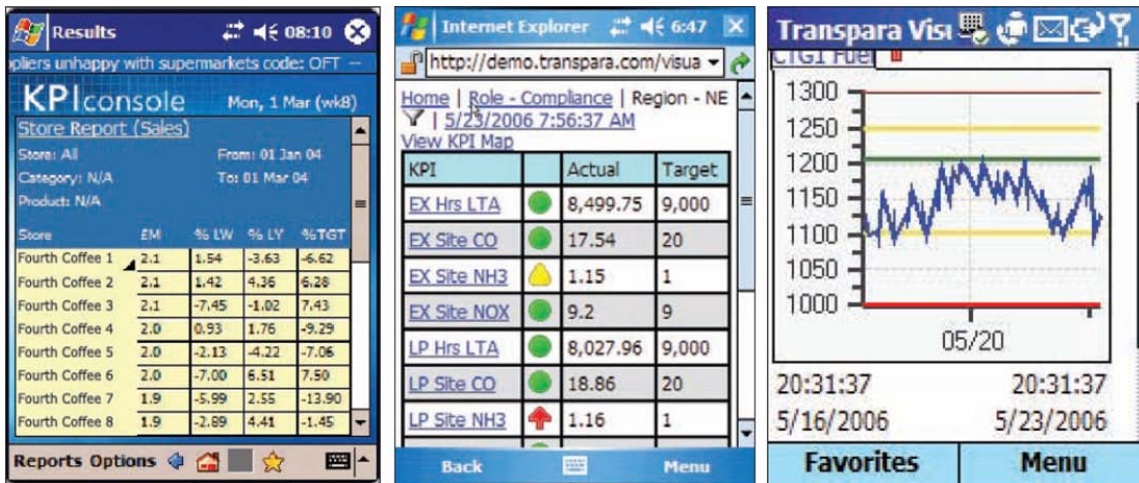 Results 08:10
pliers unhappy with supermarkets code: OFT --
KPIconsole Mon, 1 Mar (wk8)
Store Report (Sales)
Store: All From: 01 Jan 04
Category: N/A To: 01 Mar 04
Product: N/A
Store £M % LW % LY %TGT
Fourth Coffee 1 2.1 1.54 -3.63 -6.62
Fourth Coffee 2 2.1 1.42 4.36 6.28
Fourth Coffee 3 2.1 -7.45 -1.02 7.43
Fourth Coffee 4 2.0 0.93 1.76 -9.29
Fourth Coffee 5 2.0 -2.13 -4.22 -7.06
Fourth Coffee 6 2.0 -7.00 6.51 7.50
Fourth Coffee 7 1.9 -5.99 2.55 -13.90
Fourth Coffee 8 1.9 -2.89 4.41 -1.45
Reports Options
Internet Explorer 6:47
http://demo.transpara.com/visua
Home | Role - Compliance | Region - NE
| 5/23/2006 7:56:37 AM
View KPI Map
KPI Actual Target
EX Hrs LTA 8,499.75 9,000
EX Site CO 17.54 20
EX Site NH3 1.15 1
EX Site NOX 9.2 9
LP Hrs LTA 8,027.96 9,000
LP Site CO 18.86 20
LP Site NH3 1.16 1
Back Menu
Transpara Visu
CTG1 Fuel
1300
1250
1200
1150
1100
1050
1000
05/20
20:31:37 20:31:37
5/16/2006 5/23/2006
Favorites Menu